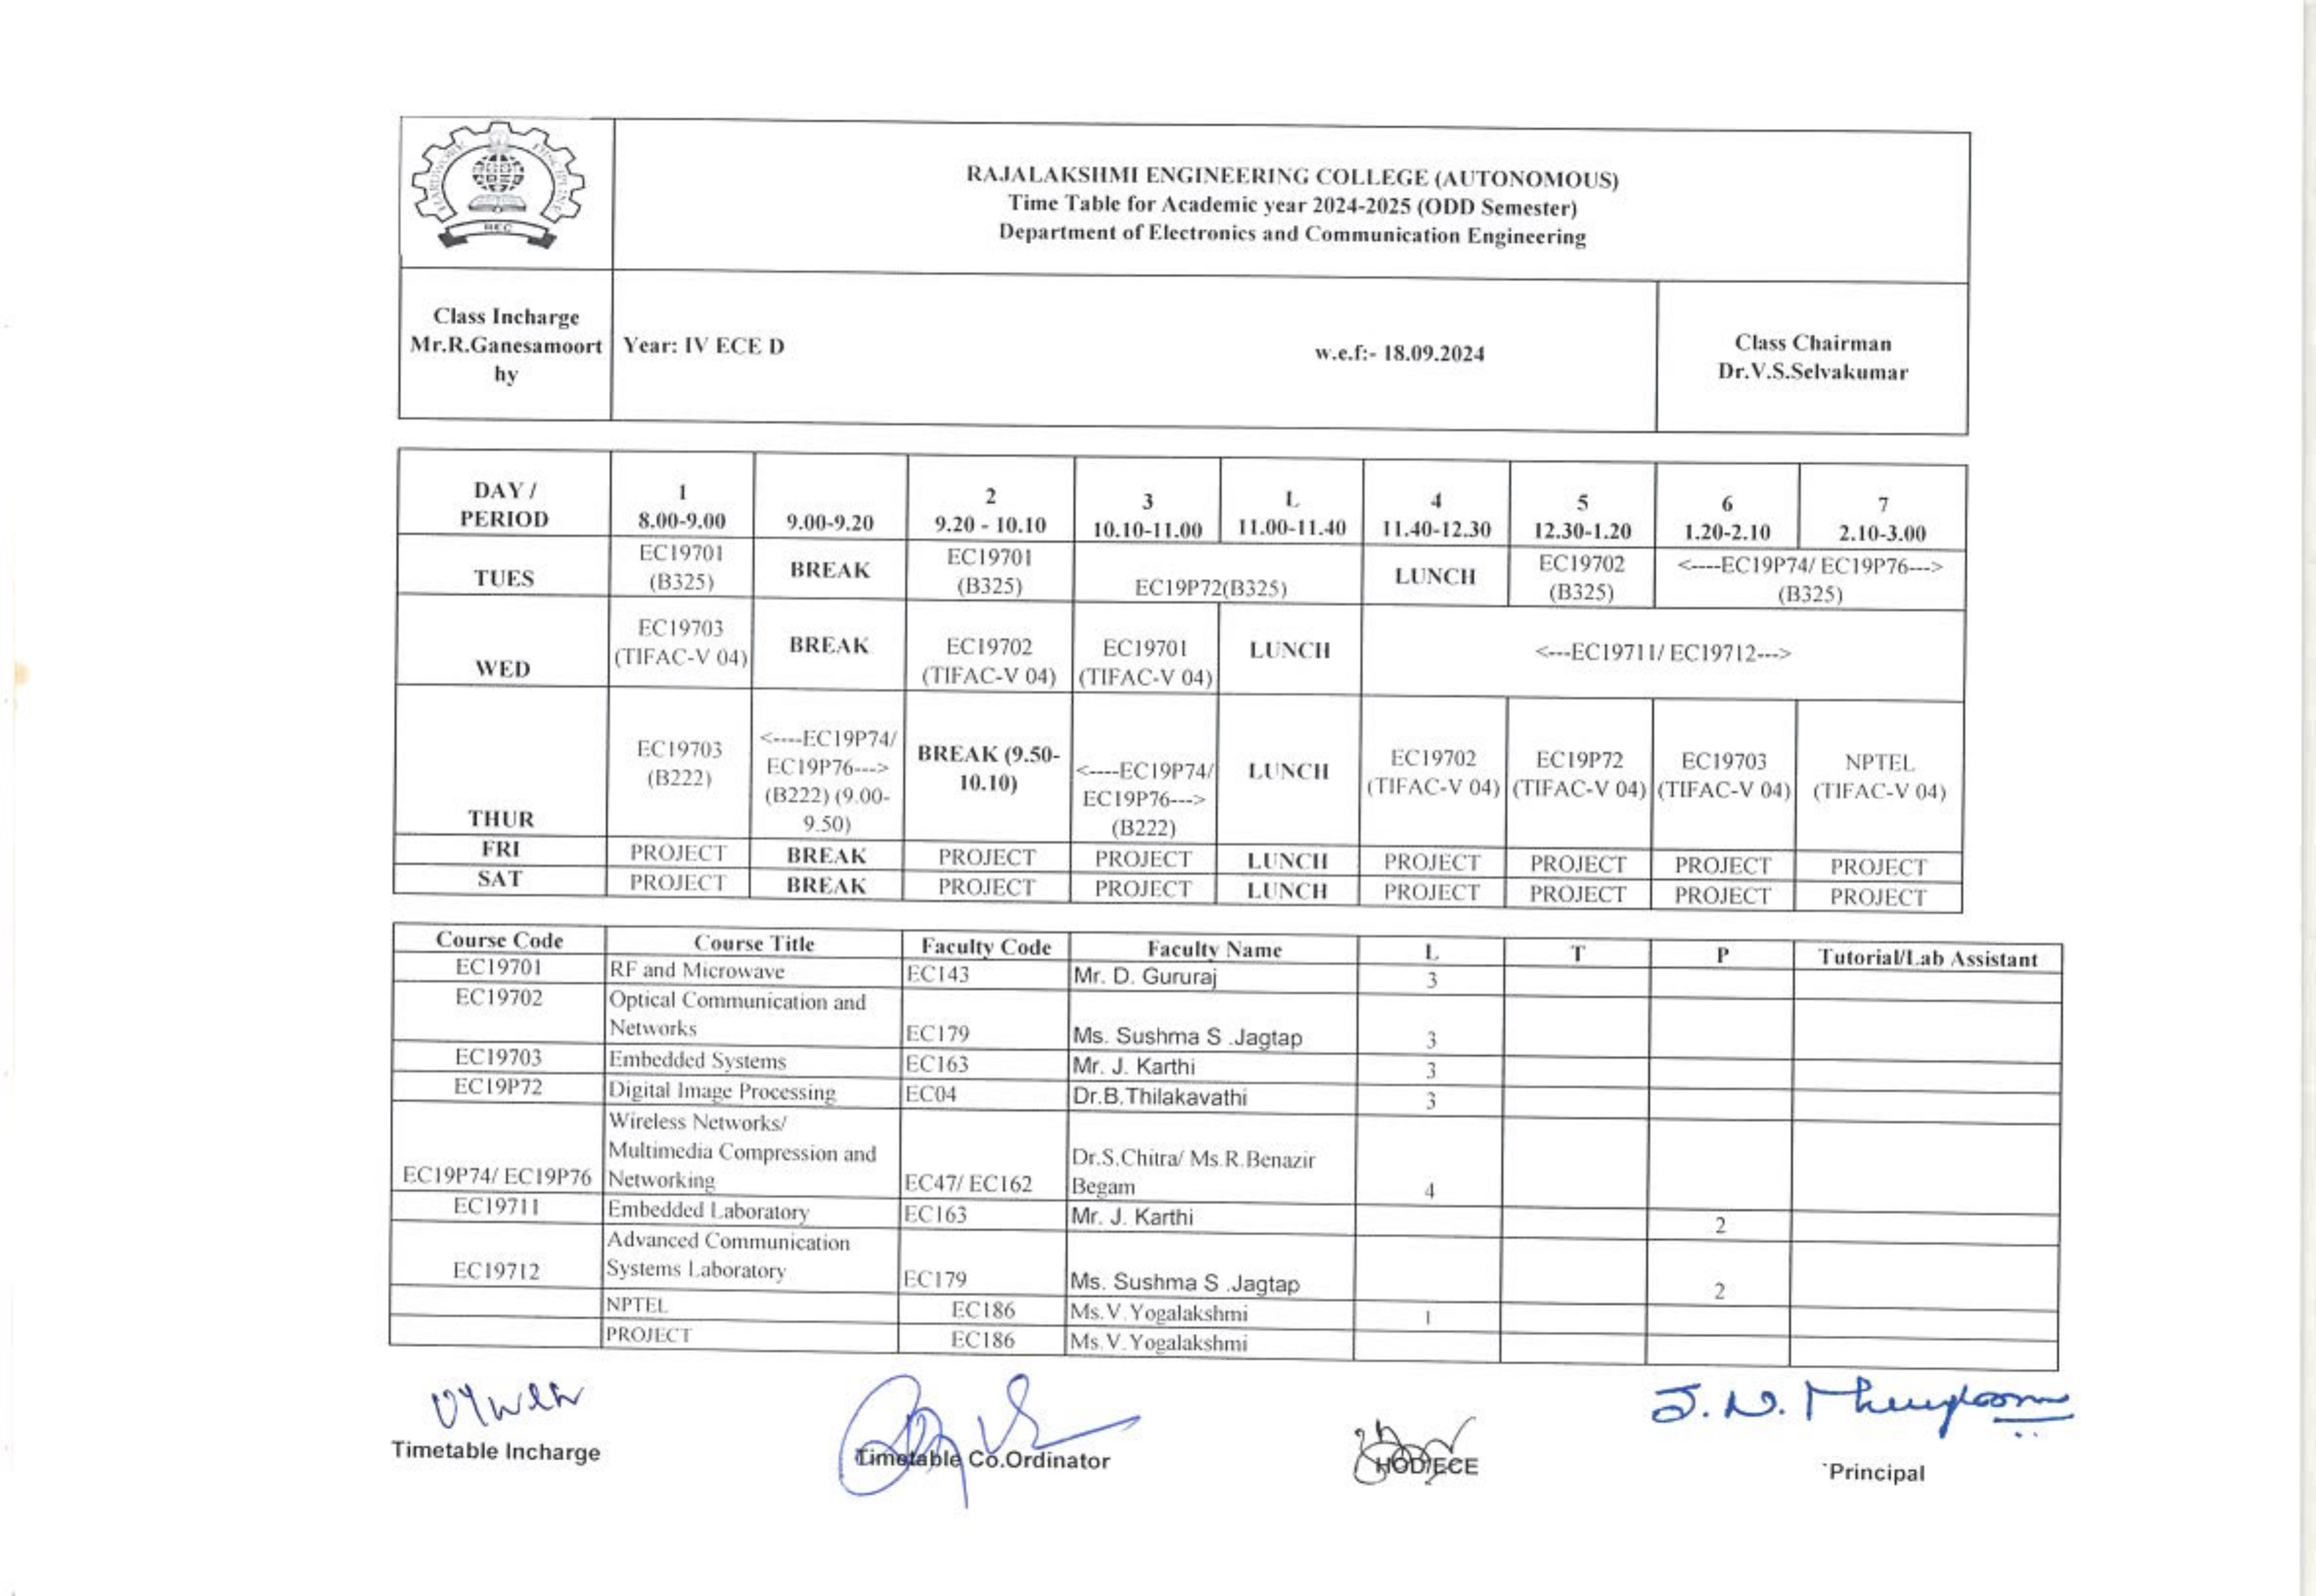 REC
RAJALAKSHMI ENGINEERING COLLEGE (AUTONOMOUS)
Time Table for Academic year 2024-2025 (ODD Semester)
Department of Electronics and Communication Engineering
Class Incharge
Mr.R.Ganesamoort
hy
Year: IV ECE D
w.e.f:- 18.09.2024
Class Chairman
Dr.V.S.Selvakumar
DAY / PERIOD 1 8.00-9.00 9.00-9.20 2 9.20 - 10.10 3 10.10-11.00 L 11.00-11.40 4 11.40-12.30 5 12.30-1.20 6 1.20-2.10 7 2.10-3.00
TUES EC19701 (B325) BREAK EC19701 (B325) EC19P72(B325) LUNCH EC19702 (B325) <----EC19P74/ EC19P76---> (B325)
WED EC19703 (TIFAC-V 04) BREAK EC19702 (TIFAC-V 04) EC19701 (TIFAC-V 04) LUNCH <---EC19711/ EC19712--->
THUR EC19703 (B222) <----EC19P74/ EC19P76---> (B222) (9.00-9.50) BREAK (9.50-10.10) <----EC19P74/ EC19P76---> (B222) LUNCH EC19702 (TIFAC-V 04) EC19P72 (TIFAC-V 04) EC19703 (TIFAC-V 04) NPTEL (TIFAC-V 04)
FRI PROJECT BREAK PROJECT PROJECT LUNCH PROJECT PROJECT PROJECT PROJECT
SAT PROJECT BREAK PROJECT PROJECT LUNCH PROJECT PROJECT PROJECT PROJECT
Course Code Course Title Faculty Code Faculty Name L T P Tutorial/Lab Assistant
EC19701 RF and Microwave EC143 Mr. D. Gururaj 3
EC19702 Optical Communication and Networks EC179 Ms. Sushma S .Jagtap 3
EC19703 Embedded Systems EC163 Mr. J. Karthi 3
EC19P72 Digital Image Processing EC04 Dr.B.Thilakavathi 3
EC19P74/ EC19P76 Wireless Networks/ Multimedia Compression and Networking EC47/ EC162 Dr.S.Chitra/ Ms.R.Benazir Begam 4
EC19711 Embedded Laboratory EC163 Mr. J. Karthi 2
EC19712 Advanced Communication Systems Laboratory EC179 Ms. Sushma S .Jagtap 2
NPTEL EC186 Ms.V.Yogalakshmi 1
PROJECT EC186 Ms.V.Yogalakshmi
Timetable Incharge
Timetable Co.Ordinator
HOD/ECE
Principal